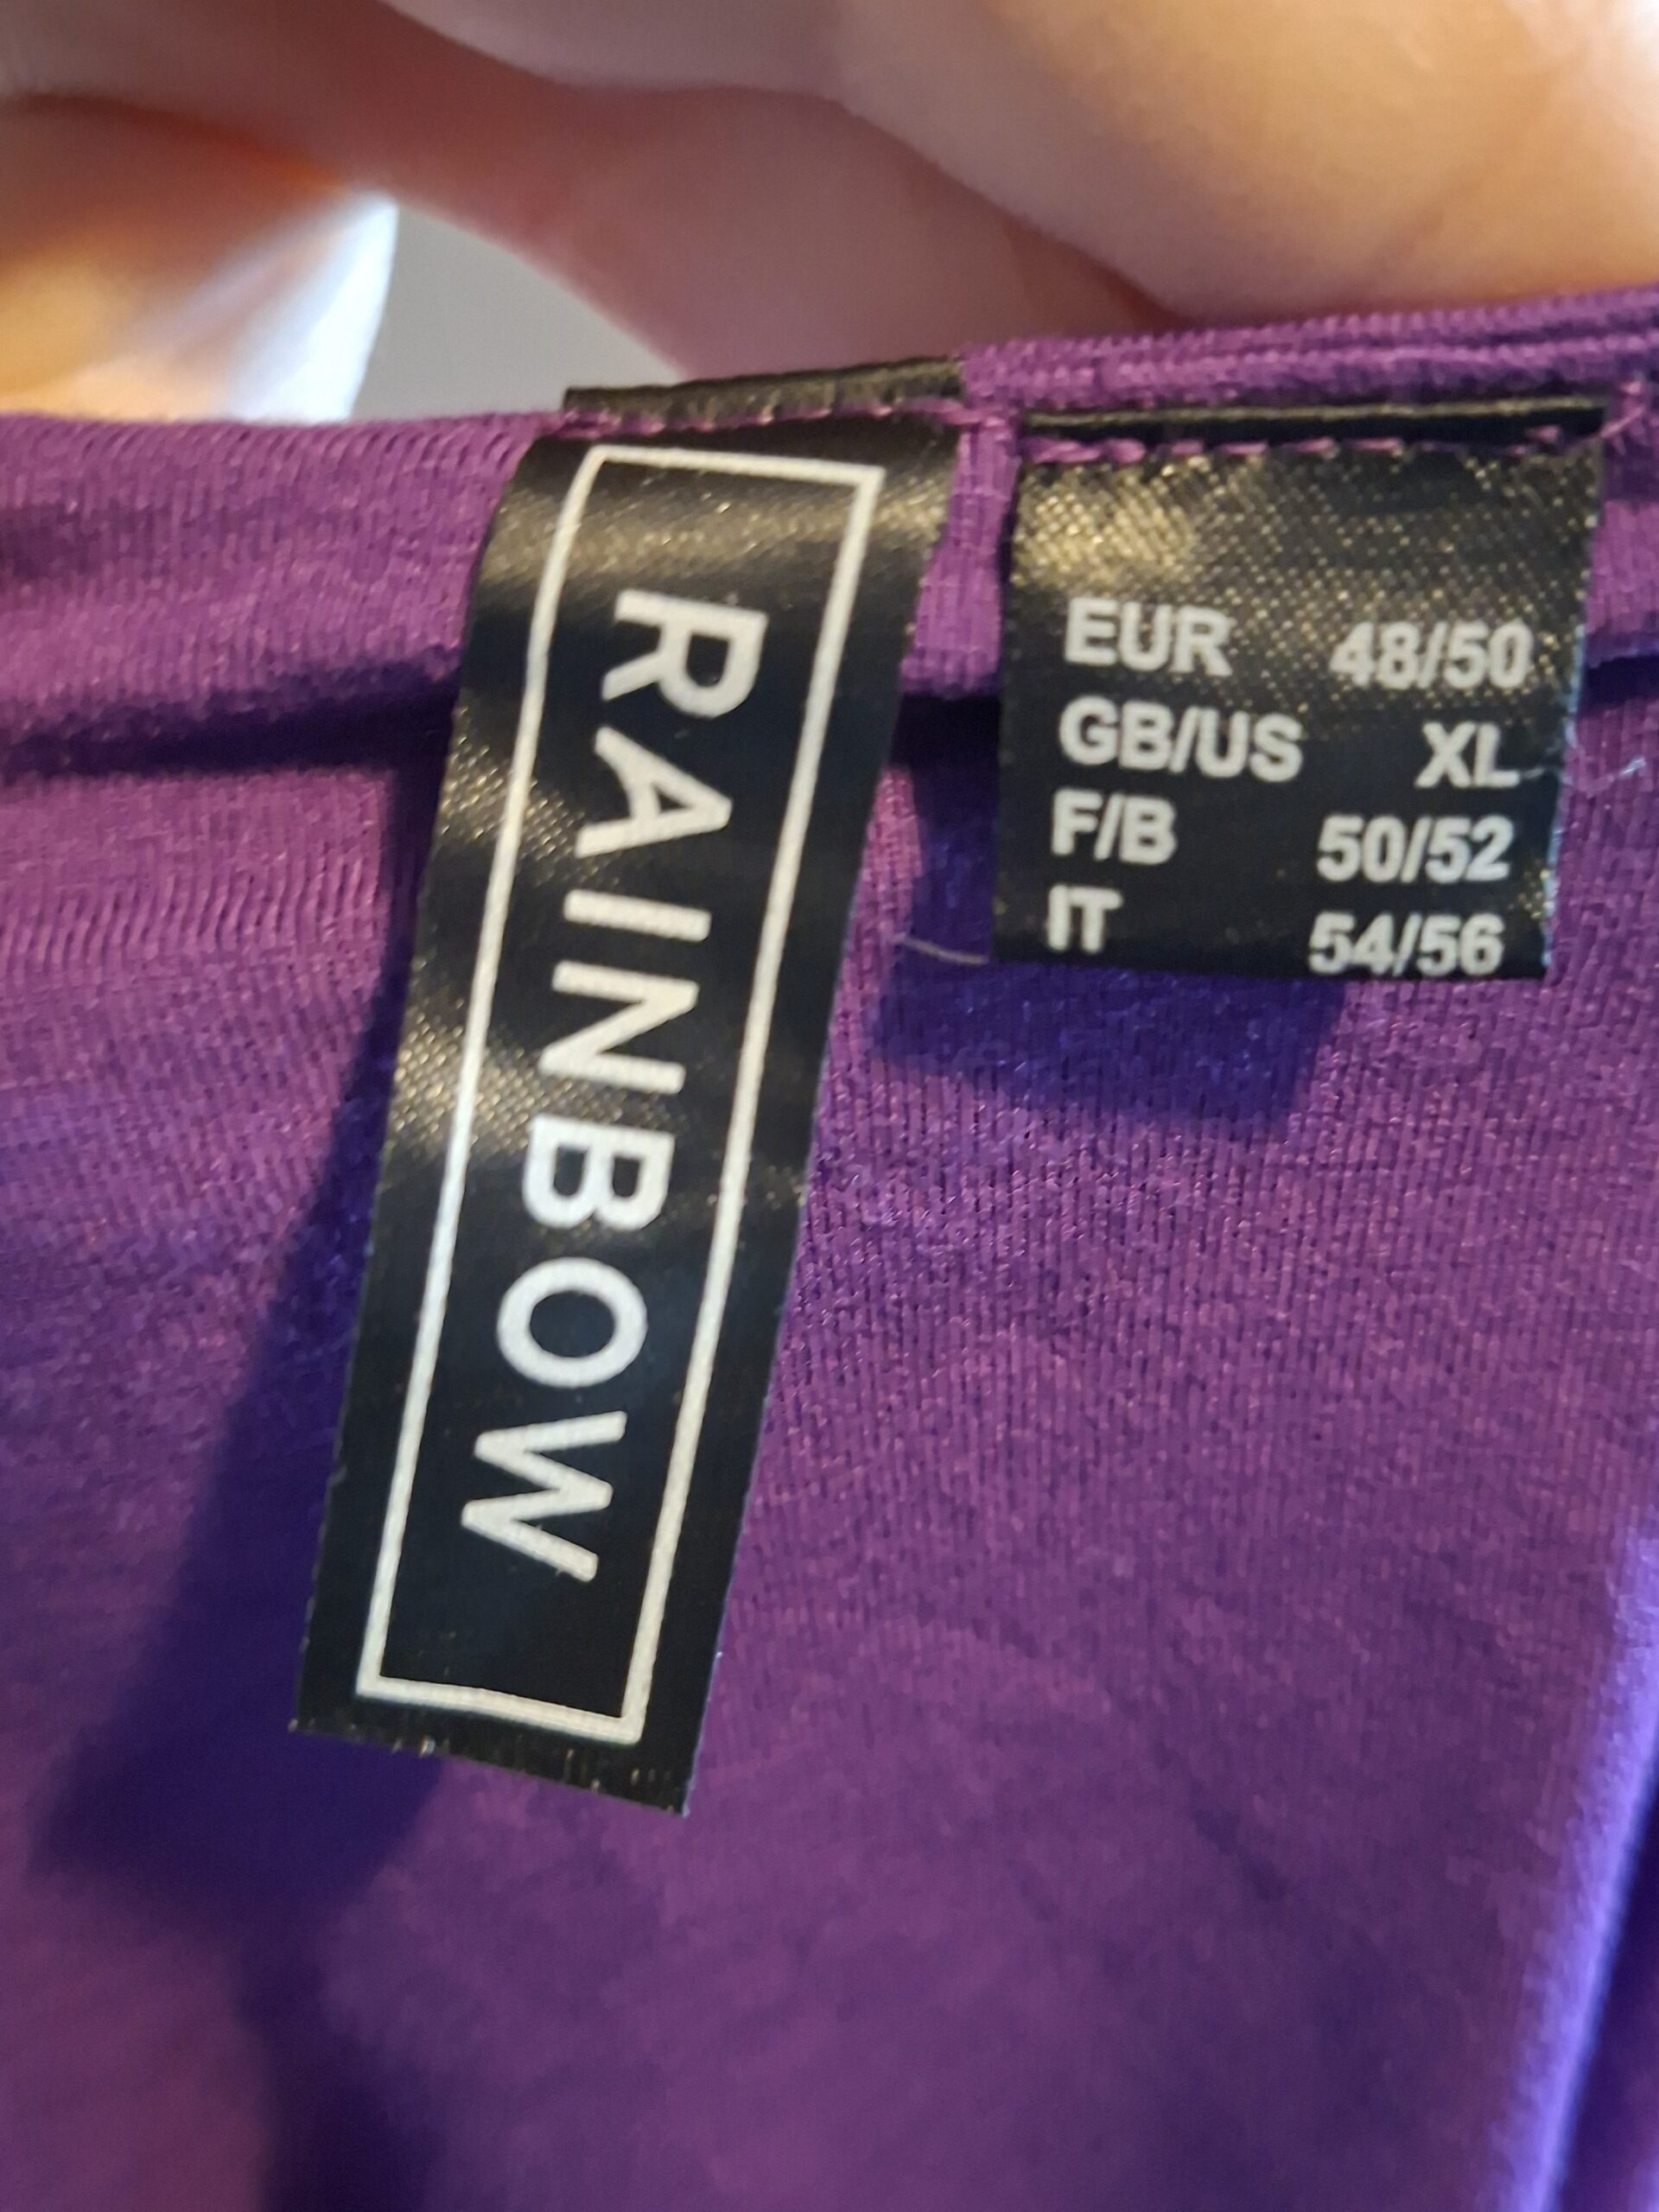 RAINBOW
EUR 48/50
GB/US XL
F/B 50/52
IT 54/56